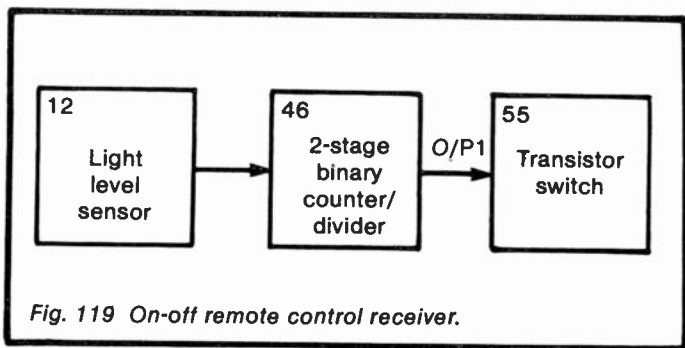 12
Light
level
sensor
46
2-stage
binary
counter/
divider
O/P1
55
Transistor
switch
Fig. 119 On-off remote control receiver.